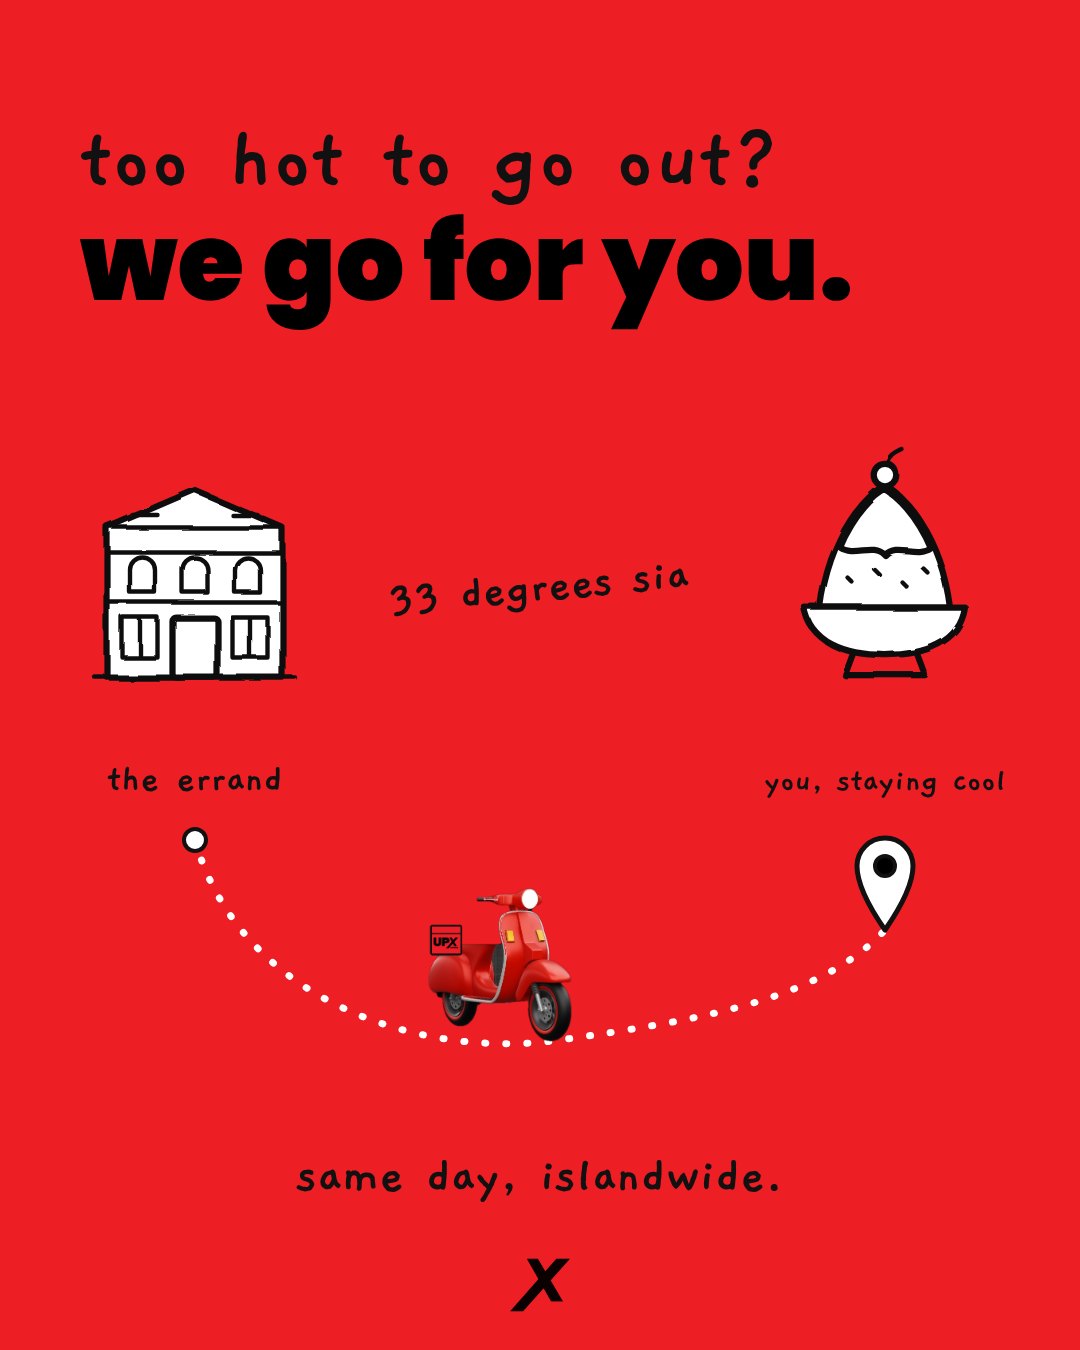 too hot to go out?
we go for you.
33 degrees sia
the errand
you, staying cool
UPX
same day, islandwide.
X